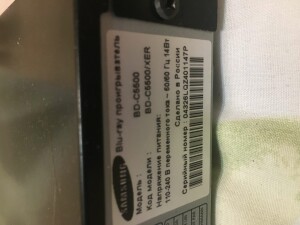 SAMSUNG
Blu-ray проигрыватель
Модель : BD-C5500
Код модели : BD-C5500/XER
Напряжение питания:
110-240 В переменного тока ~ 50/60 Гц 14Вт
Сделано в России
Серийный номер :